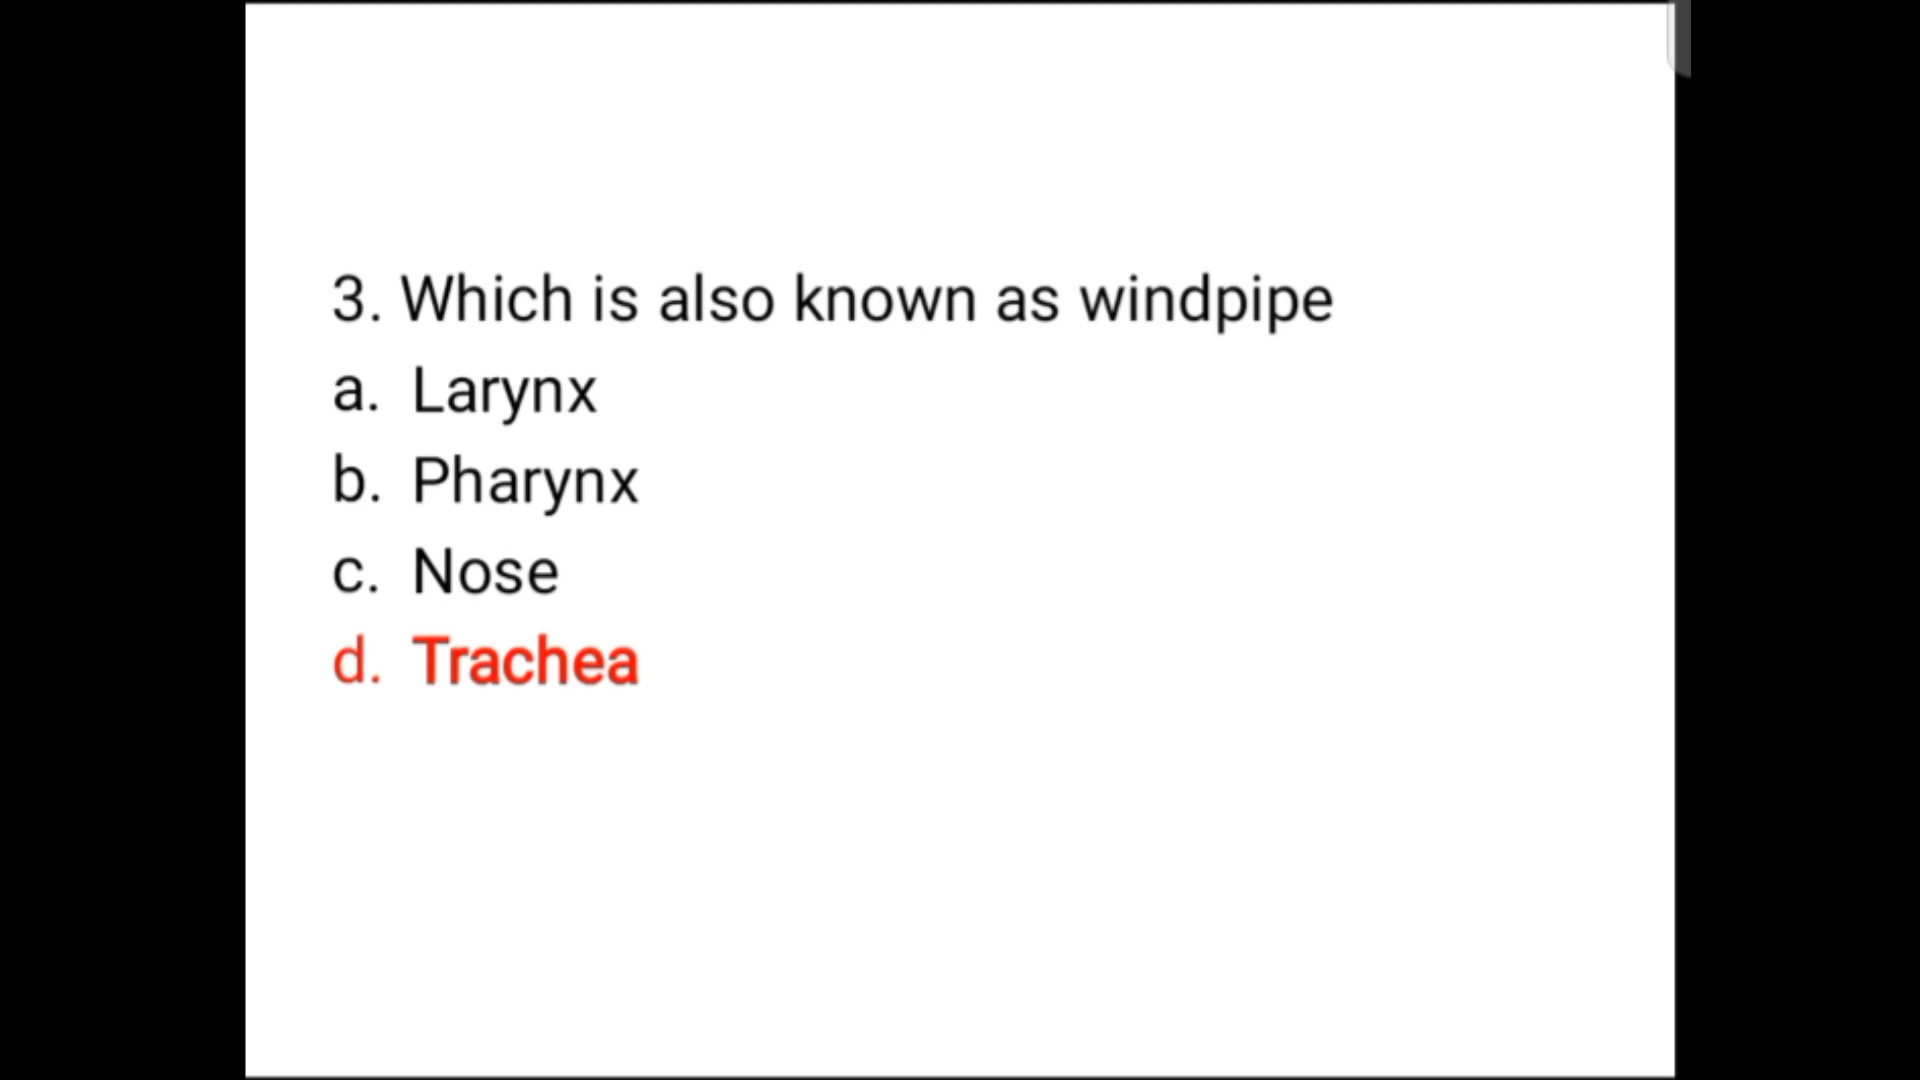 3. Which is also known as windpipe
a. Larynx
b. Pharynx
c. Nose
d. Trachea